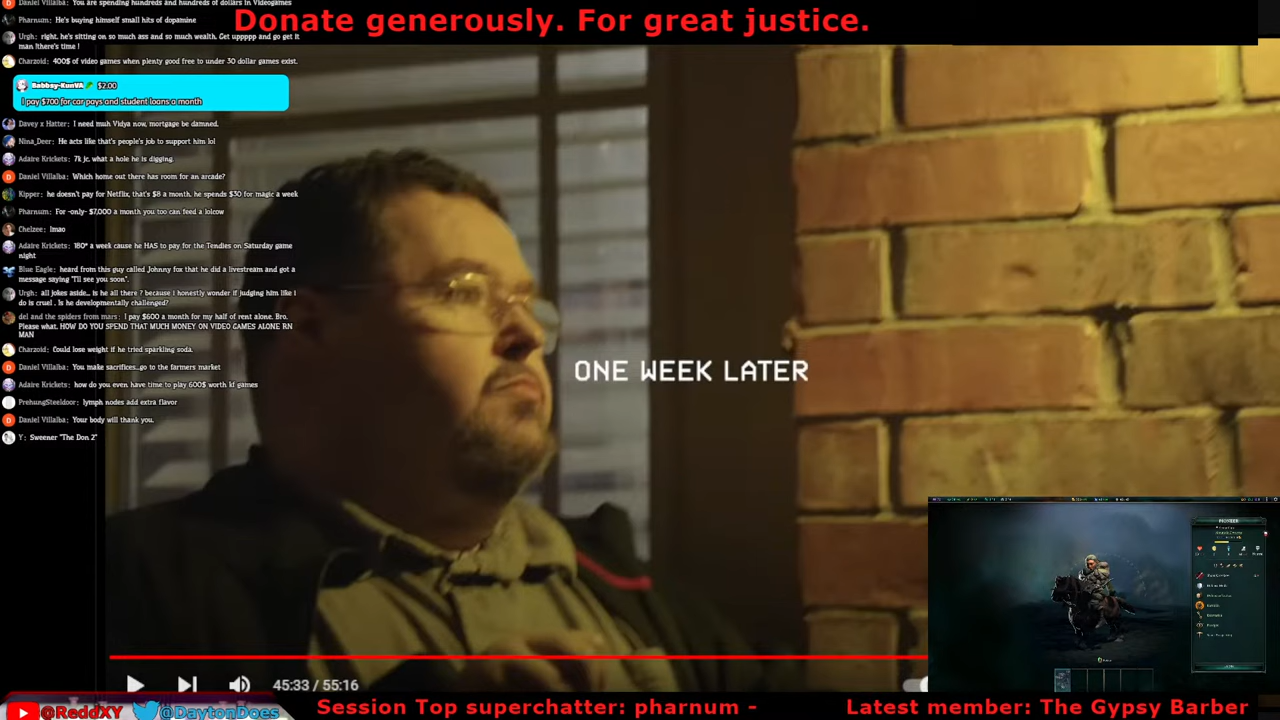 Daniel Villalba: You are spending hundreds and hundreds of dollars in Videogames
Pharnum: He's buying himself small hits of dopamine
Urgh: right. he's sitting on so much ass and so much wealth. Get uppppp and go get it
man !there's time !
Charzoid: 400$ of video games when plenty good free to under 30 dollar games exist.
Babbsy-KunVA $2.00
I pay $700 for car pays and student loans a month
Davey x Hatter: I need muh Vidya now, mortgage be damned.
Nina_Deer: He acts like that's people's job to support him lol
Adaire Krickets: 7k jc. what a hole he is digging.
Daniel Villalba: Which home out there has room for an arcade?
Kipper: he doesn't pay for Netflix, that's $8 a month. he spends $30 for magic a week
Pharnum: For -only- $7,000 a month you too can feed a lolcow
Chelzee: lmao
Adaire Krickets: 180* a week cause he HAS to pay for the Tendies on Saturday game
night
Blue Eagle: heard from this guy called Johnny fox that he did a livestream and got a
message saying "I'll see you soon".
Urgh: all jokes aside... is he all there ? because i honestly wonder if judging him like I
do is cruel . Is he developmentally challenged?
del and the spiders from mars: I pay $600 a month for my half of rent alone. Bro.
Please what. HOW DO YOU SPEND THAT MUCH MONEY ON VIDEO GAMES ALONE RN
MAN
Charzoid: Could lose weight if he tried sparkling soda.
Daniel Villalba: You make sacrifices...go to the farmers market
Adaire Krickets: how do you even have time to play 600$ worth kf games
PrehungSteeldoor: lymph nodes add extra flavor
Daniel Villalba: Your body will thank you.
Y: Sweener "The Don 2"
Donate generously. For great justice.
ONE WEEK LATER
45:33 / 55:16
@ReddXY
@DaytonDoes
Session Top superchatter: pharnum -
Latest member: The Gypsy Barber